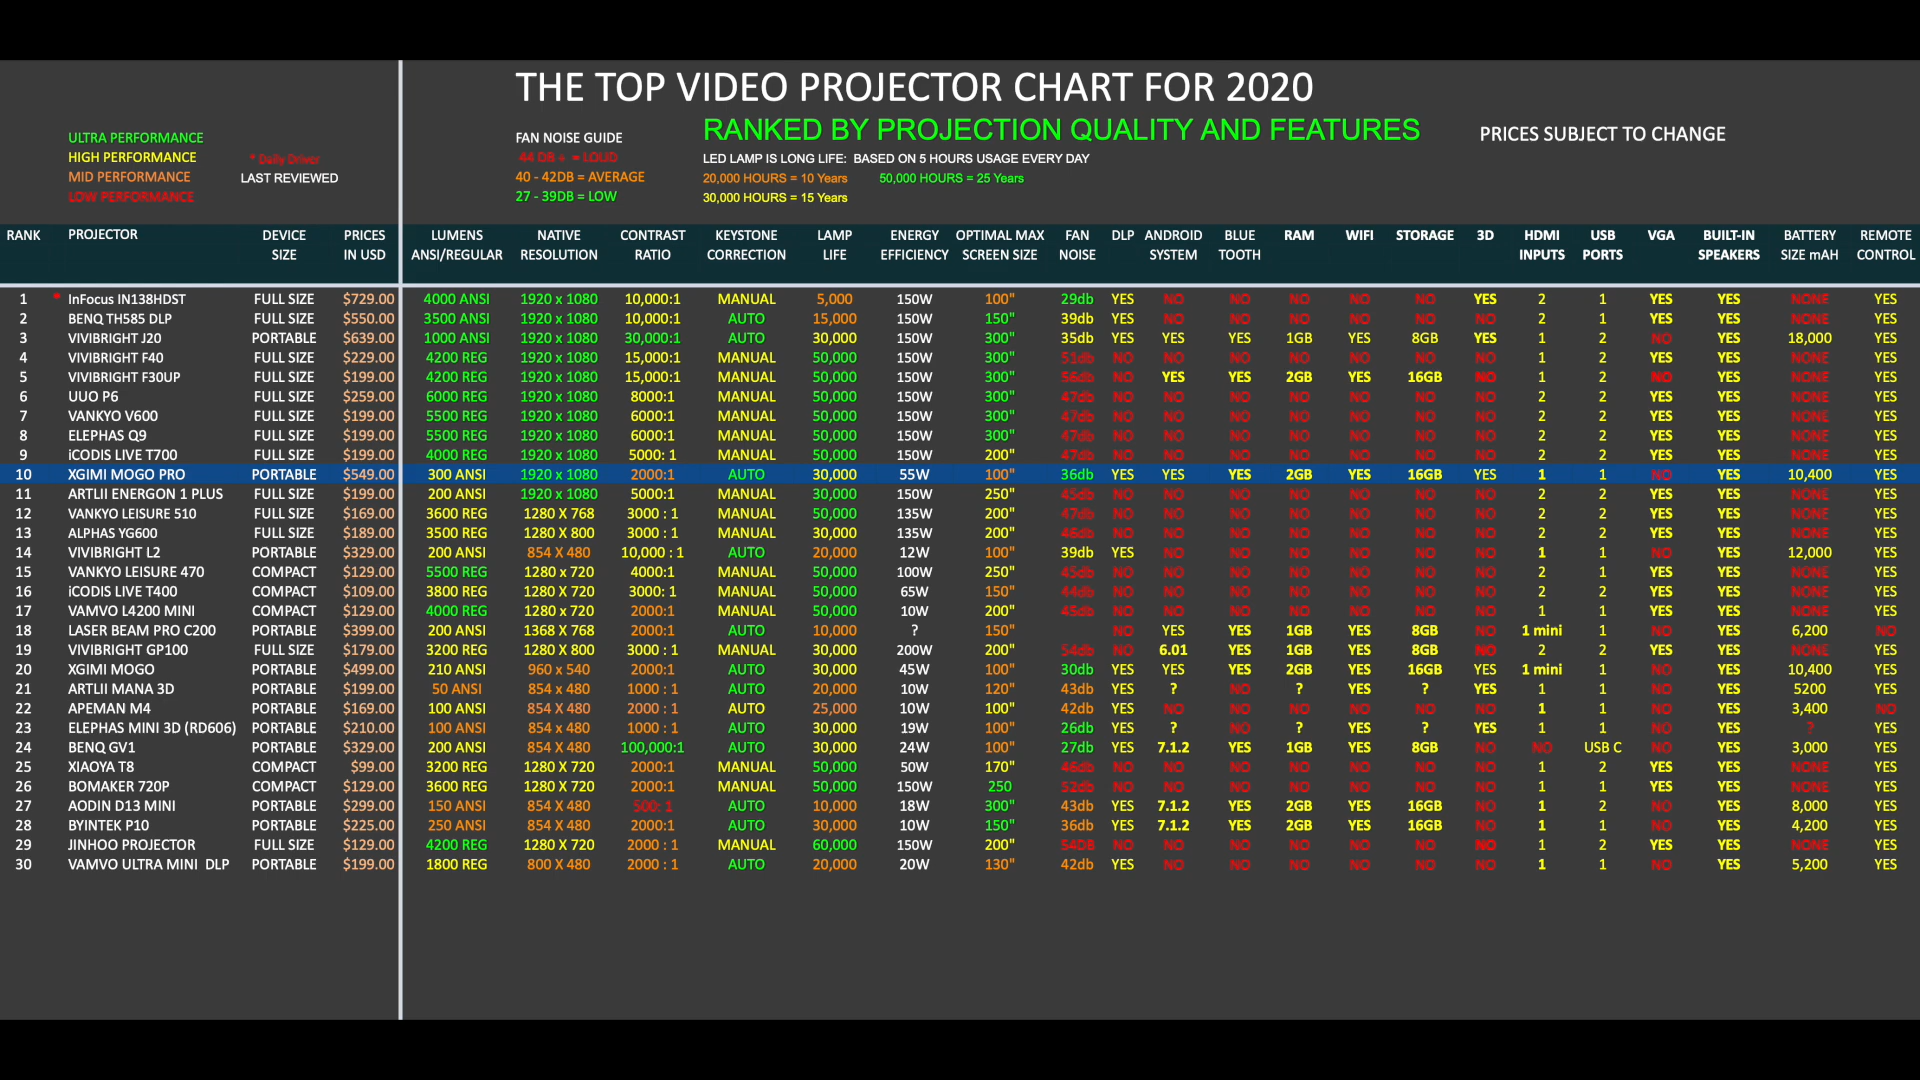 THE TOP VIDEO PROJECTOR CHART FOR 2020
RANKED BY PROJECTION QUALITY AND FEATURES
PRICES SUBJECT TO CHANGE
ULTRA PERFORMANCE
HIGH PERFORMANCE
MID PERFORMANCE
LOW PERFORMANCE
* Daily Driver
LAST REVIEWED
FAN NOISE GUIDE
44 DB + = LOUD
40 - 42DB = AVERAGE
27 - 39DB = LOW
LED LAMP IS LONG LIFE: BASED ON 5 HOURS USAGE EVERY DAY
20,000 HOURS = 10 Years 50,000 HOURS = 25 Years
30,000 HOURS = 15 Years
RANK PROJECTOR DEVICE SIZE PRICES IN USD LUMENS ANSI/REGULAR NATIVE RESOLUTION CONTRAST RATIO KEYSTONE CORRECTION LAMP LIFE ENERGY EFFICIENCY OPTIMAL MAX SCREEN SIZE FAN NOISE DLP ANDROID SYSTEM BLUE TOOTH RAM WIFI STORAGE 3D HDMI INPUTS USB PORTS VGA BUILT-IN SPEAKERS BATTERY SIZE mAH REMOTE CONTROL
1 * InFocus IN138HDST FULL SIZE $729.00 4000 ANSI 1920 x 1080 10,000:1 MANUAL 5,000 150W 100" 29db YES NO NO NO NO NO YES 2 1 YES YES NONE YES
2 BENQ TH585 DLP FULL SIZE $550.00 3500 ANSI 1920 x 1080 10,000:1 AUTO 15,000 150W 150" 39db YES NO NO NO NO NO NO 2 1 YES YES NONE YES
3 VIVIBRIGHT J20 PORTABLE $639.00 1000 ANSI 1920 x 1080 30,000:1 AUTO 30,000 150W 300" 35db YES YES YES 1GB YES 8GB YES 1 2 NO YES 18,000 YES
4 VIVIBRIGHT F40 FULL SIZE $229.00 4200 REG 1920 x 1080 15,000:1 MANUAL 50,000 150W 300" 51db NO NO NO NO NO NO NO 1 2 YES YES NONE YES
5 VIVIBRIGHT F30UP FULL SIZE $199.00 4200 REG 1920 x 1080 15,000:1 MANUAL 50,000 150W 300" 56db NO YES YES 2GB YES 16GB NO 1 2 NO YES NONE YES
6 UUO P6 FULL SIZE $259.00 6000 REG 1920 x 1080 8000:1 MANUAL 50,000 150W 300" 47db NO NO NO NO NO NO NO 2 2 YES YES NONE YES
7 VANKYO V600 FULL SIZE $199.00 5500 REG 1920 x 1080 6000:1 MANUAL 50,000 150W 300" 47db NO NO NO NO NO NO NO 2 2 YES YES NONE YES
8 ELEPHAS Q9 FULL SIZE $199.00 5500 REG 1920 x 1080 6000:1 MANUAL 50,000 150W 300" 47db NO NO NO NO NO NO NO 2 2 YES YES NONE YES
9 iCODIS LIVE T700 FULL SIZE $199.00 4000 REG 1920 x 1080 5000: 1 MANUAL 50,000 150W 200" 47db NO NO NO NO NO NO NO 2 2 YES YES NONE YES
10 XGIMI MOGO PRO PORTABLE $549.00 300 ANSI 1920 x 1080 2000:1 AUTO 30,000 55W 100" 36db YES YES YES 2GB YES 16GB YES 1 1 NO YES 10,400 YES
11 ARTLII ENERGON 1 PLUS FULL SIZE $199.00 200 ANSI 1920 x 1080 5000:1 MANUAL 30,000 150W 250" 45db NO NO NO NO NO NO NO 2 2 YES YES NONE YES
12 VANKYO LEISURE 510 FULL SIZE $169.00 3600 REG 1280 X 768 3000 : 1 MANUAL 50,000 135W 200" 47db NO NO NO NO NO NO NO 2 2 YES YES NONE YES
13 ALPHAS YG600 FULL SIZE $189.00 3500 REG 1280 X 800 3000 : 1 MANUAL 30,000 135W 200" 46db NO NO NO NO NO NO NO 2 2 YES YES NONE YES
14 VIVIBRIGHT L2 PORTABLE $329.00 200 ANSI 854 X 480 10,000 : 1 AUTO 20,000 12W 100" 39db YES NO NO NO NO NO NO 1 1 NO YES 12,000 YES
15 VANKYO LEISURE 470 COMPACT $129.00 5500 REG 1280 x 720 4000:1 MANUAL 50,000 100W 250" 45db NO NO NO NO NO NO NO 2 1 YES YES NONE YES
16 iCODIS LIVE T400 COMPACT $109.00 3800 REG 1280 X 720 3000: 1 MANUAL 50,000 65W 150" 44db NO NO NO NO NO NO NO 2 2 YES YES NONE YES
17 VAMVO L4200 MINI COMPACT $129.00 4000 REG 1280 x 720 2000:1 MANUAL 50,000 10W 200" 45db NO NO NO NO NO NO NO 1 1 YES YES NONE YES
18 LASER BEAM PRO C200 PORTABLE $399.00 200 ANSI 1368 X 768 2000:1 AUTO 10,000 ? 150" NO YES YES 1GB YES 8GB NO 1 mini 1 NO YES 6,200 NO
19 VIVIBRIGHT GP100 FULL SIZE $179.00 3200 REG 1280 X 800 3000 : 1 MANUAL 30,000 200W 200" 54db NO 6.01 YES 1GB YES 8GB NO 2 2 YES YES NONE YES
20 XGIMI MOGO PORTABLE $499.00 210 ANSI 960 x 540 2000:1 AUTO 30,000 45W 100" 30db YES YES YES 2GB YES 16GB YES 1 mini 1 NO YES 10,400 YES
21 ARTLII MANA 3D PORTABLE $199.00 50 ANSI 854 x 480 1000 : 1 AUTO 20,000 10W 120" 43db YES ? NO ? YES ? YES 1 1 NO YES 5200 YES
22 APEMAN M4 PORTABLE $169.00 100 ANSI 854 X 480 2000 : 1 AUTO 25,000 10W 100" 42db YES NO NO NO NO NO NO 1 1 NO YES 3,400 NO
23 ELEPHAS MINI 3D (RD606) PORTABLE $210.00 100 ANSI 854 x 480 1000 : 1 AUTO 30,000 19W 100" 26db YES ? NO ? YES ? YES 1 1 NO YES ? YES
24 BENQ GV1 PORTABLE $329.00 200 ANSI 854 X 480 100,000:1 AUTO 30,000 24W 100" 27db YES 7.1.2 YES 1GB YES 8GB NO NO USB C NO YES 3,000 YES
25 XIAOYA T8 COMPACT $99.00 3200 REG 1280 X 720 2000:1 MANUAL 50,000 50W 170" 46db NO NO NO NO NO NO NO 1 2 YES YES NONE YES
26 BOMAKER 720P COMPACT $129.00 3600 REG 1280 X 720 2000:1 MANUAL 50,000 150W 250 52db NO NO NO NO NO NO NO 1 1 YES YES NONE YES
27 AODIN D13 MINI PORTABLE $299.00 150 ANSI 854 X 480 500: 1 AUTO 10,000 18W 300" 43db YES 7.1.2 YES 2GB YES 16GB NO 1 2 NO YES 8,000 YES
28 BYINTEK P10 PORTABLE $225.00 250 ANSI 854 X 480 2000:1 AUTO 30,000 10W 150" 36db YES 7.1.2 YES 2GB YES 16GB NO 1 1 NO YES 4,200 YES
29 JINHOO PROJECTOR FULL SIZE $129.00 4200 REG 1280 X 720 2000 : 1 MANUAL 60,000 150W 200" 54DB NO NO NO NO NO NO NO 1 2 YES YES NONE YES
30 VAMVO ULTRA MINI DLP PORTABLE $199.00 1800 REG 800 X 480 2000 : 1 AUTO 20,000 20W 130" 42db YES NO NO NO NO NO NO 1 1 NO YES 5,200 YES